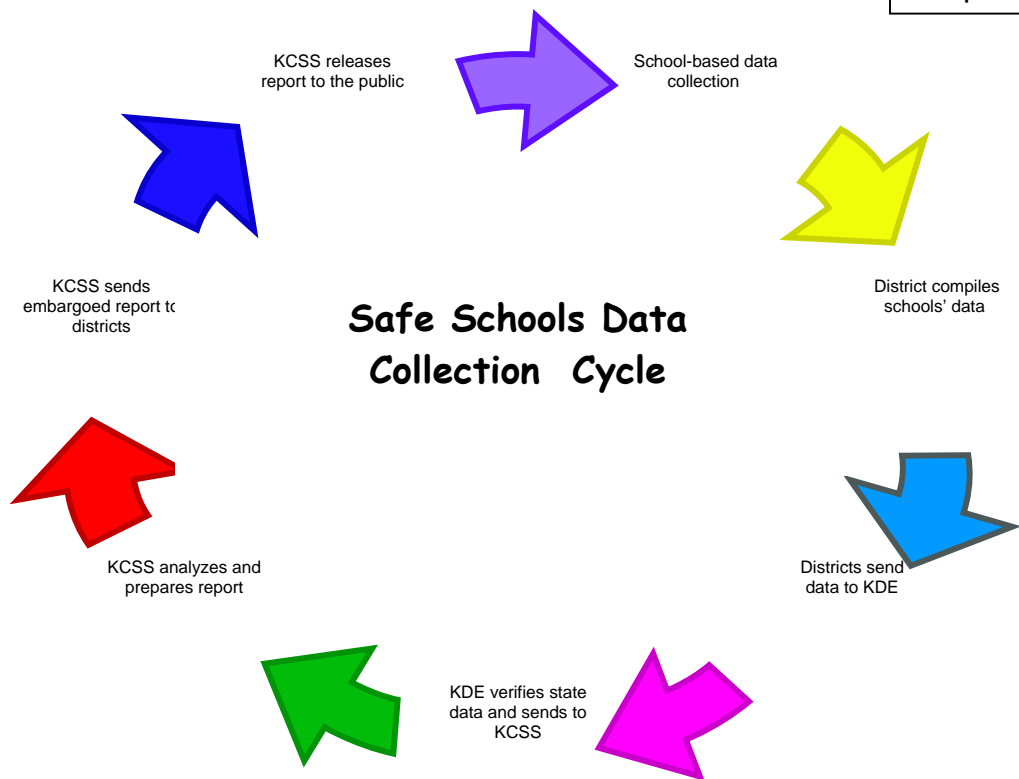 KCSS releases
report to the public
School-based data
collection
District compiles
schools’ data
Districts send
data to KDE
KDE verifies state
data and sends to
KCSS
KCSS analyzes and
prepares report
KCSS sends
embargoed report to
districts
Safe Schools Data
Collection Cycle